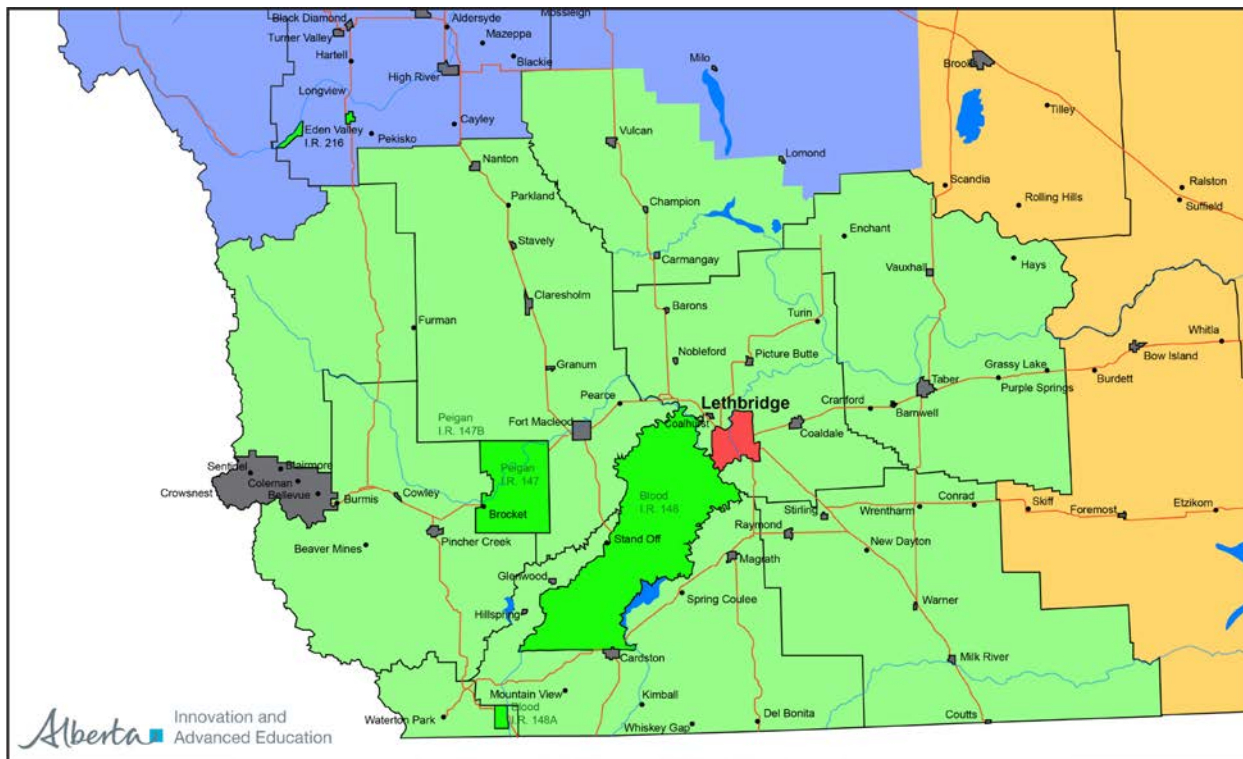 Black Diamond
Aldersyde
Mossleigh
Turner Valley
Mazeppa
Hartell
Blackie
High River
Milo
Brook
Longview
Tilley
Eden Valley
I.R. 216
Pekisko
Cayley
Vulcan
Lomond
Nanton
Scandia
Ralston
Suffield
Rolling Hills
Parkland
Champion
Enchant
Stavely
Carmangay
Vauxhall
Hays
Claresholm
Barons
Turin
Furman
Whitla
Nobleford
Picture Butte
Bow Island
Granum
Grassy Lake
Burdett
Taber
Purple Springs
Pearce
Lethbridge
Cranford
Barnwell
Peigan
I.R. 147B
Fort Macleod
Coalhurst
Coaldale
Sentinel
Blairmore
Peigan
I.R. 147
Coleman
Crowsnest
Bellevue
Burmis
Cowley
Blood
I.R. 148
Brocket
Conrad
Skiff
Etzikom
Wrentham
Foremost
Stirling
Raymond
Pincher Creek
Beaver Mines
Stand Off
New Dayton
Magrath
Glenwood
Spring Coulee
Hillspring
Warner
Cardston
Milk River
Mountain View
Kimball
Blood
I.R. 148A
Waterton Park
Whiskey Gap
Del Bonita
Coutts
Alberta
Innovation and
Advanced Education